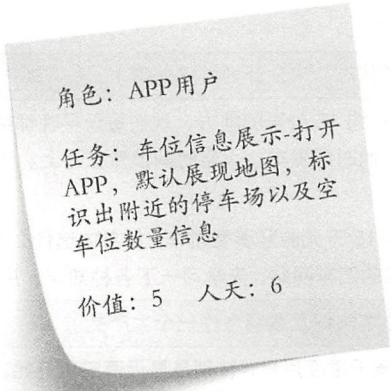 角色：APP用户
任务：车位信息展示-打开
APP，默认展现地图，标
识出附近的停车场以及空
车位数量信息
价值：5 人天：6